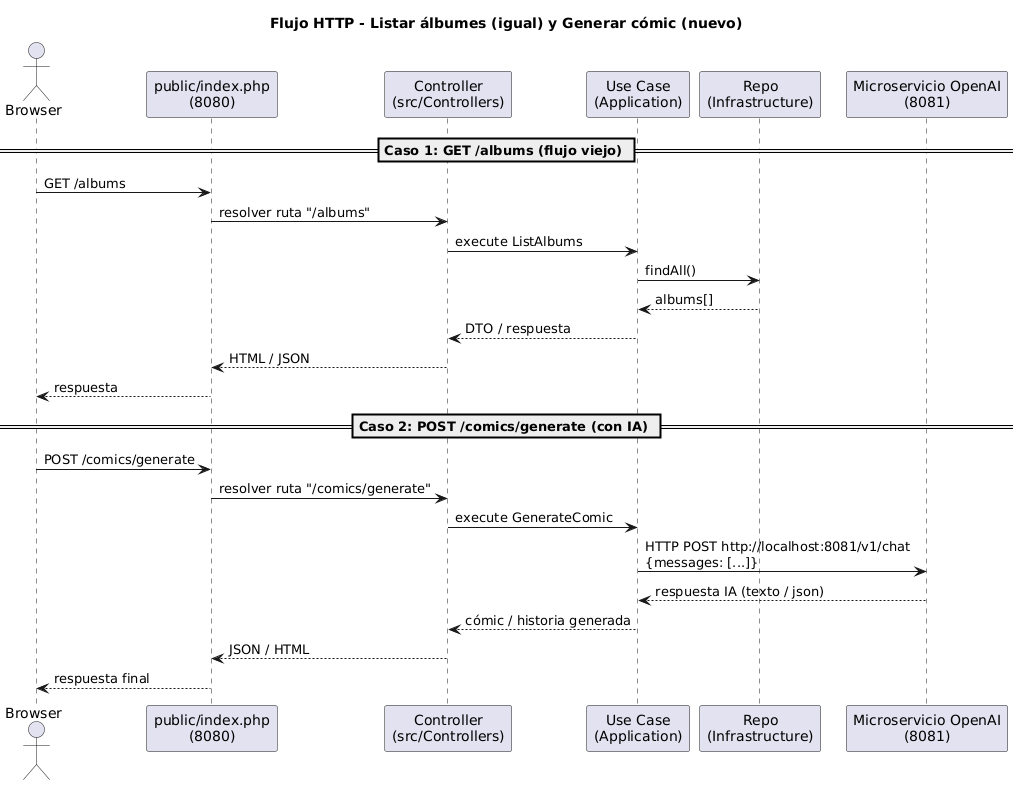 Flujo HTTP - Listar álbumes (igual) y Generar cómic (nuevo)
Browser
public/index.php
(8080)
Controller
(src/Controllers)
Use Case
(Application)
Repo
(Infrastructure)
Microservicio OpenAI
(8081)
Caso 1: GET /albums (flujo viejo)
GET /albums
resolver ruta "/albums"
execute ListAlbums
findAll()
albums[]
DTO / respuesta
HTML / JSON
respuesta
Caso 2: POST /comics/generate (con IA)
POST /comics/generate
resolver ruta "/comics/generate"
execute GenerateComic
HTTP POST http://localhost:8081/v1/chat
{messages: [...]}
respuesta IA (texto / json)
cómic / historia generada
JSON / HTML
respuesta final
Browser
public/index.php
(8080)
Controller
(src/Controllers)
Use Case
(Application)
Repo
(Infrastructure)
Microservicio OpenAI
(8081)